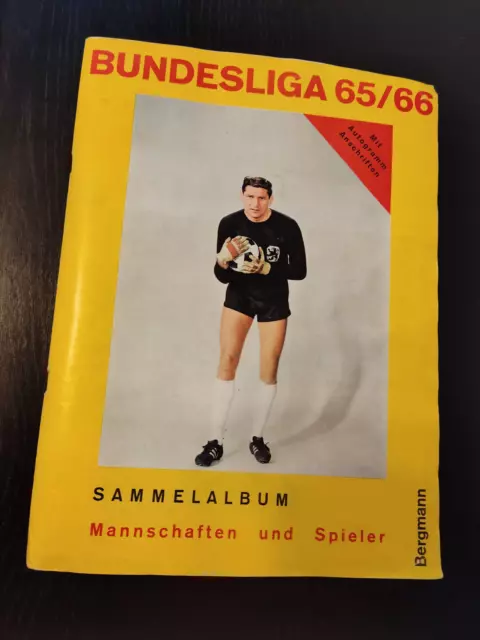 BUNDESLIGA 65/66
Mit
Autogramm
Anschriften
SAMMELALBUM
Mannschaften und Spieler
Bergmann